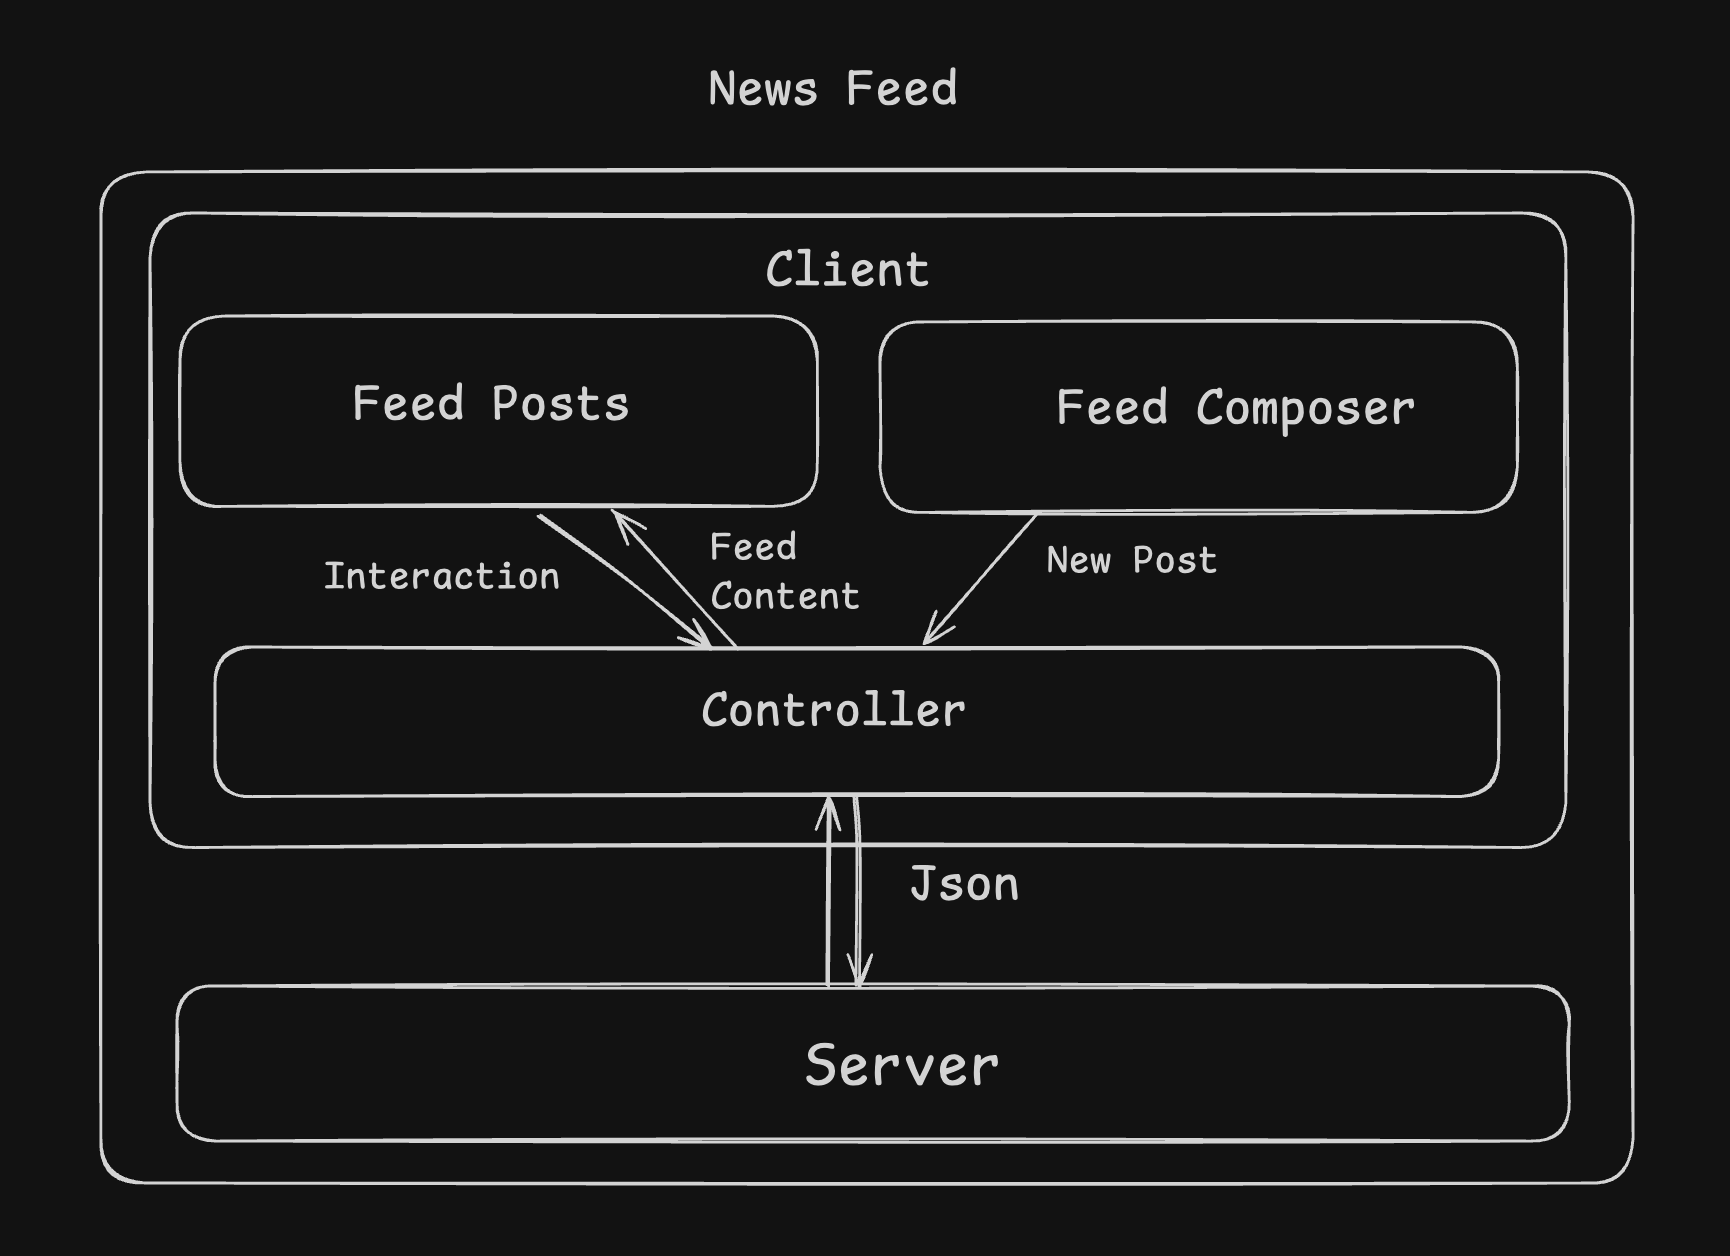 News Feed
Client
Feed Posts
Feed Composer
Interaction
Feed
Content
New Post
Controller
Json
Server